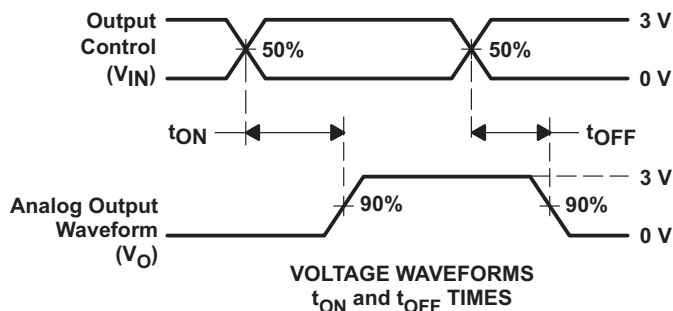 Output
Control
(VIN)
50%
50%
3 V
0 V
tON
tOFF
Analog Output
Waveform
(VO)
90%
90%
3 V
0 V
VOLTAGE WAVEFORMS
tON and tOFF TIMES